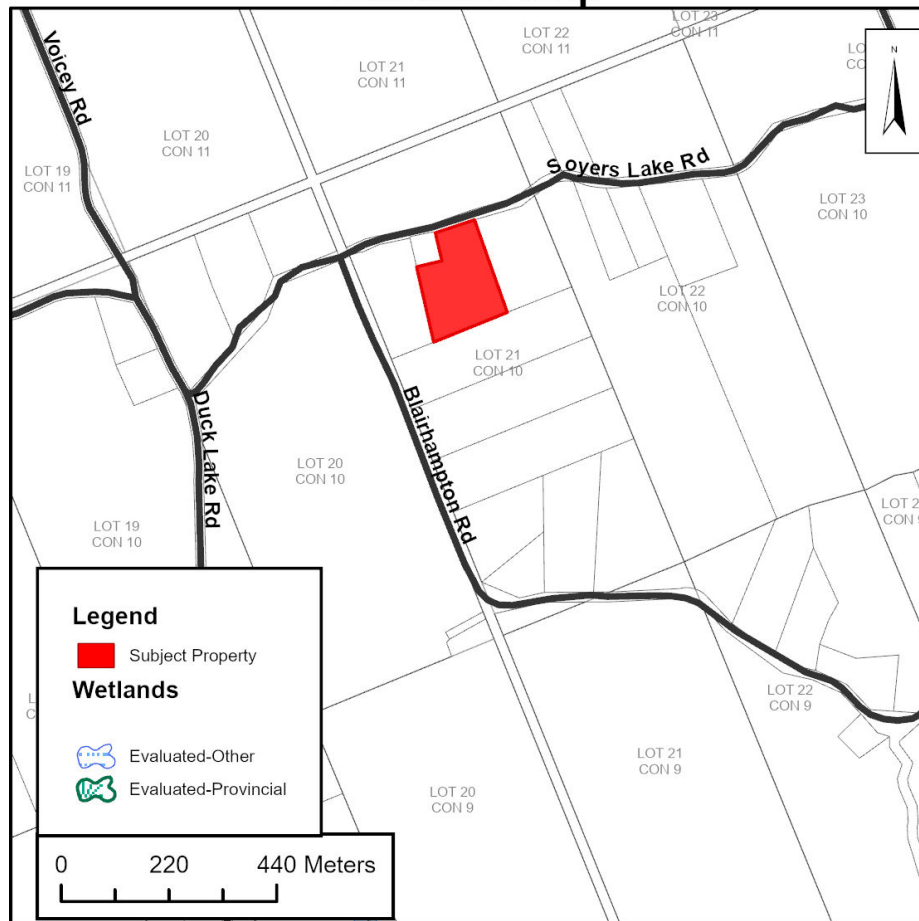 LOT 22
CON 11
LOT 23
CON 11
LOT 21
CON 11
N
Voicey Rd
LOT 20
CON 11
LOT 19
CON 11
Soyers Lake Rd
LOT 23
CON 10
LOT 22
CON 10
LOT 21
CON 10
Duck Lake Rd
Blairhampton Rd
LOT 20
CON 10
LOT 19
CON 10
Legend
Subject Property
Wetlands
Evaluated-Other
Evaluated-Provincial
LOT 22
CON 9
LOT 21
CON 9
LOT 20
CON 9
0 220 440 Meters